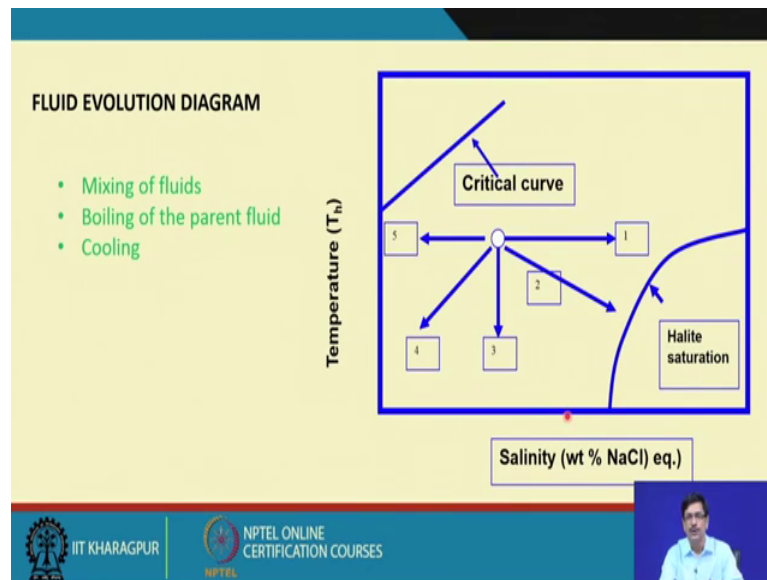 FLUID EVOLUTION DIAGRAM
• Mixing of fluids
• Boiling of the parent fluid
• Cooling
Temperature (Th)
Critical curve
5
1
2
4
3
Halite
saturation
Salinity (wt % NaCl) eq.)
IIT KHARAGPUR
NPTEL
NPTEL ONLINE
CERTIFICATION COURSES